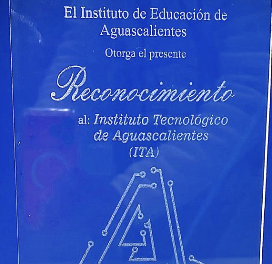 El Instituto de Educación de
Aguascalientes
Otorga el presente
Reconocimiento
al: Instituto Tecnológico
de Aguascalientes
(ITA)